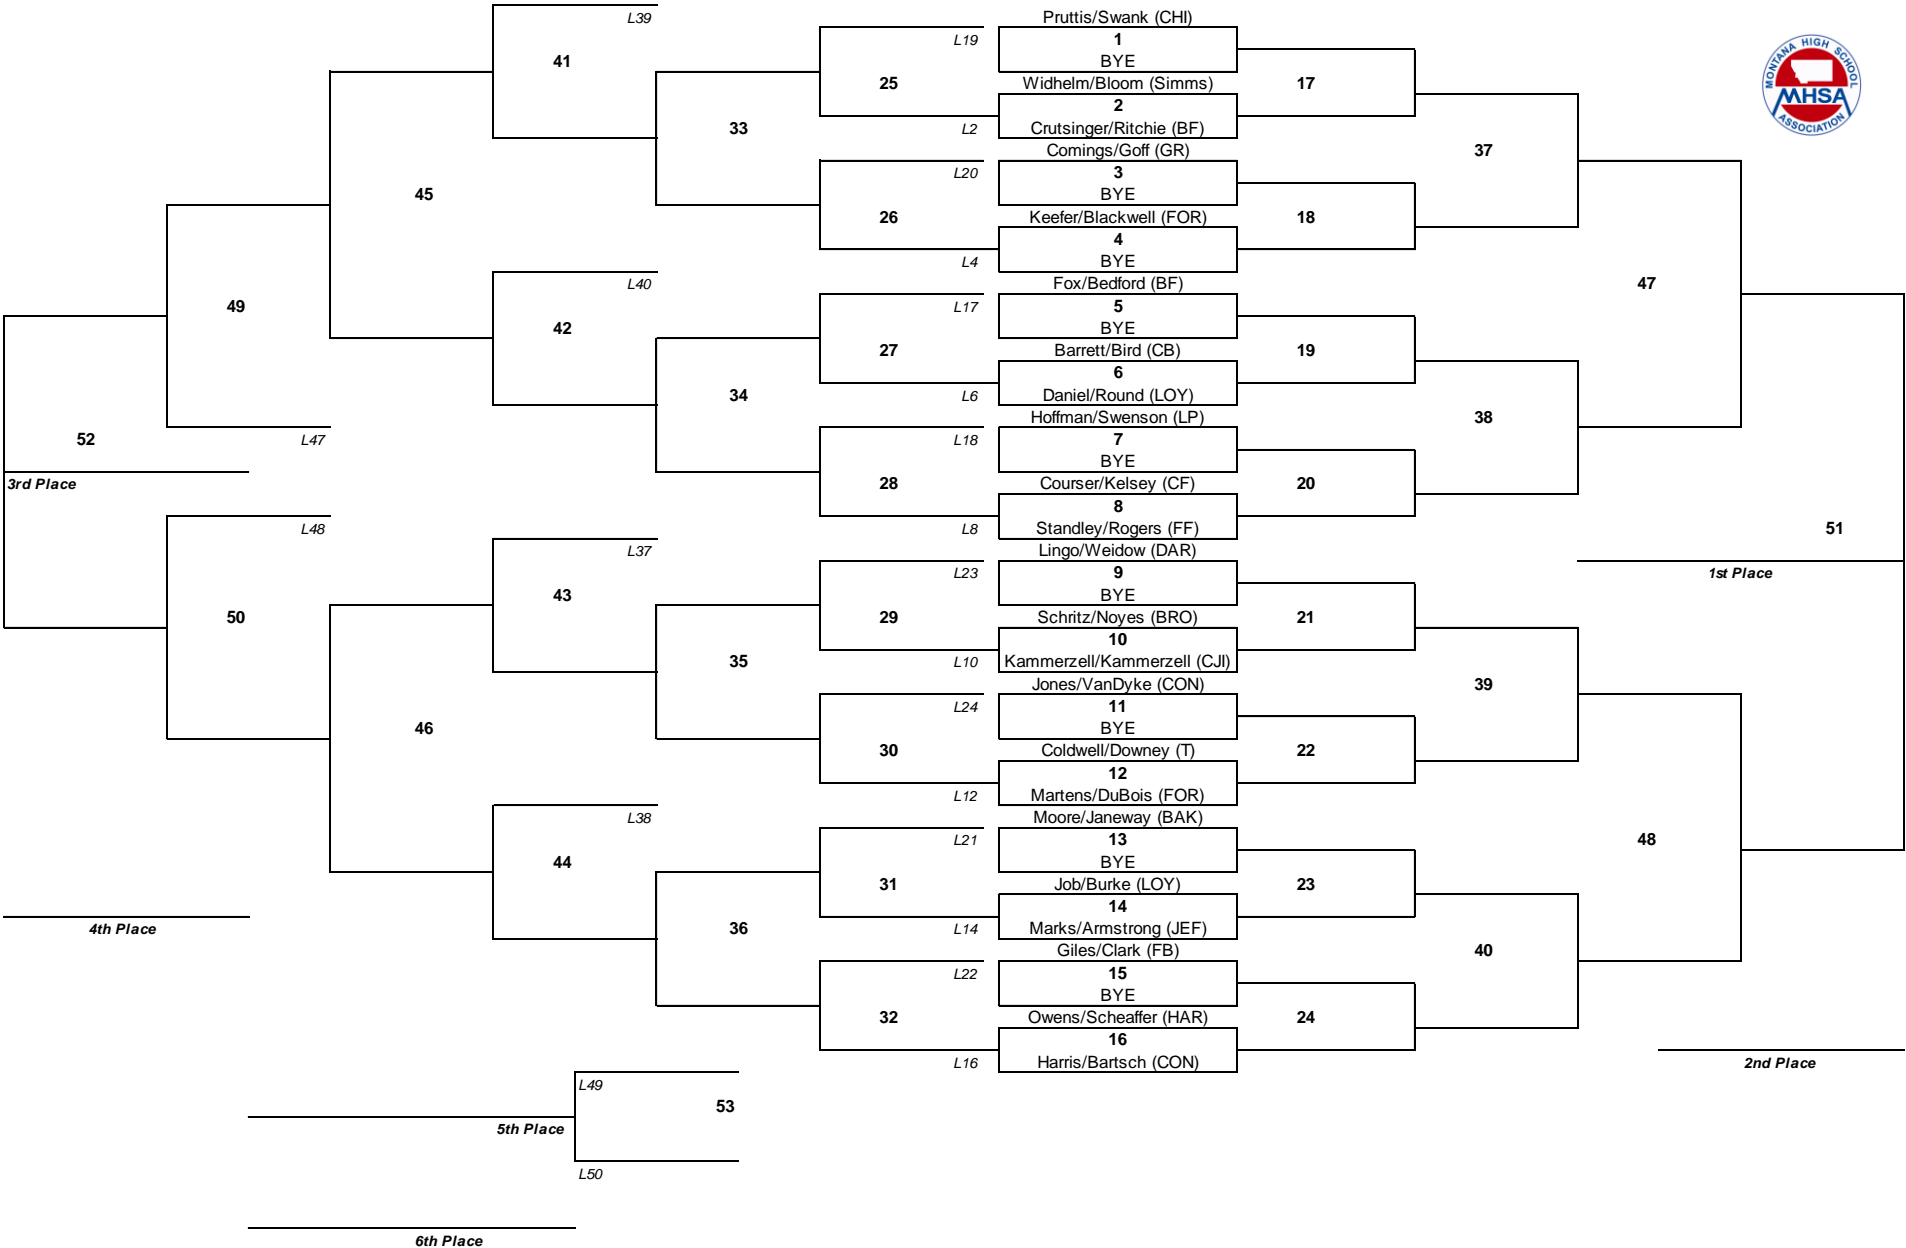 L39
Pruttis/Swank (CHI)
L19
1
MONTANA HIGH SCHOOL
41
BYE
25
Widhelm/Bloom (Simms)
17
MHSA
2
ASSOCIATION
33
L2
Crutsinger/Ritchie (BF)
Comings/Goff (GR)
37
L20
3
45
BYE
26
Keefer/Blackwell (FOR)
18
4
L4
BYE
L40
Fox/Bedford (BF)
47
49
L17
5
42
BYE
27
Barrett/Bird (CB)
19
6
34
L6
Daniel/Round (LOY)
Hoffman/Swenson (LP)
38
52
L47
L18
7
BYE
3rd Place
28
Courser/Kelsey (CF)
20
8
L48
L8
Standley/Rogers (FF)
51
L37
Lingo/Weidow (DAR)
L23
9
1st Place
43
BYE
50
29
Schritz/Noyes (BRO)
21
10
35
L10
Kammerzell/Kammerzell (CJI)
Jones/VanDyke (CON)
39
L24
11
46
BYE
30
Coldwell/Downey (T)
22
12
L12
Martens/DuBois (FOR)
L38
Moore/Janeway (BAK)
48
L21
13
44
BYE
31
Job/Burke (LOY)
23
14
4th Place
36
L14
Marks/Armstrong (JEF)
Giles/Clark (FB)
40
L22
15
BYE
32
Owens/Scheaffer (HAR)
24
16
L16
Harris/Bartsch (CON)
2nd Place
L49
53
5th Place
L50
6th Place